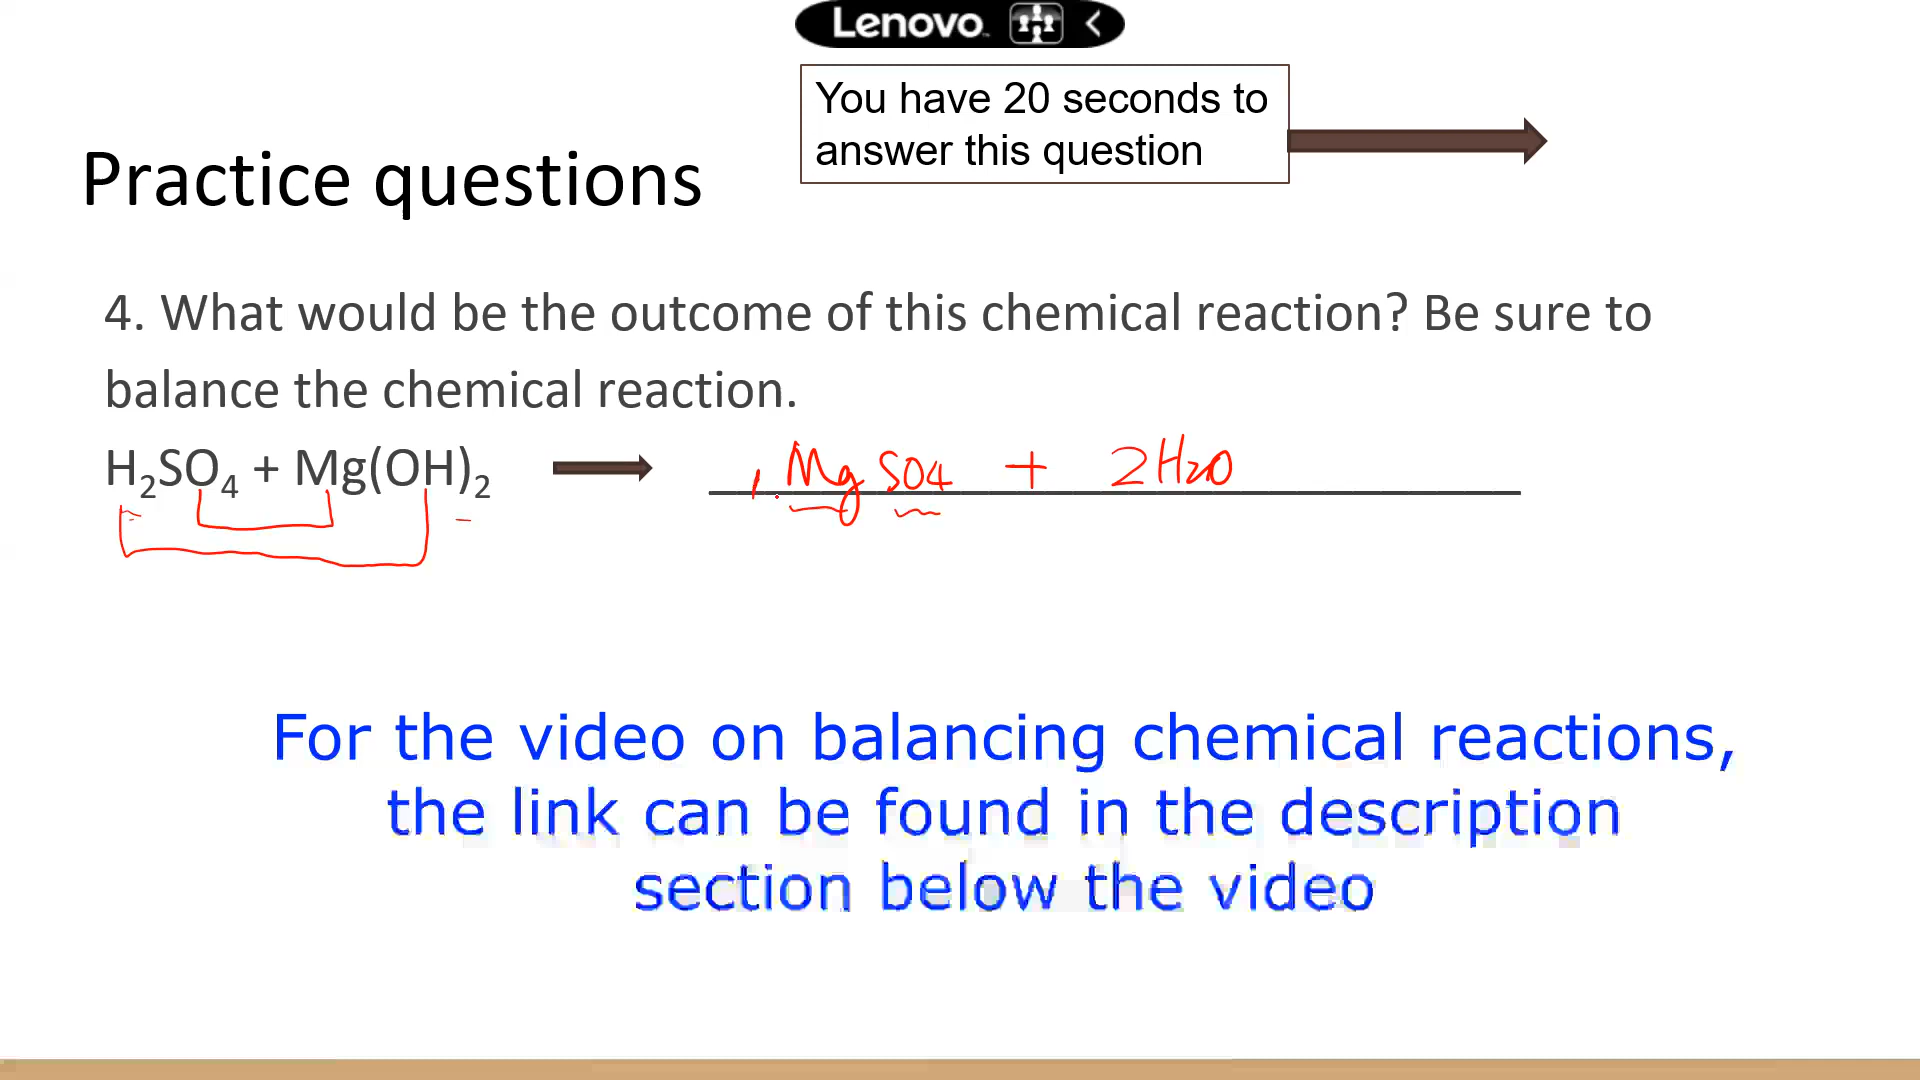 Lenovo
You have 20 seconds to
answer this question
Practice questions
4. What would be the outcome of this chemical reaction? Be sure to
balance the chemical reaction.
H₂SO₄ + Mg(OH)₂ 1 MgSO4 + 2H2O
For the video on balancing chemical reactions,
the link can be found in the description
section below the video